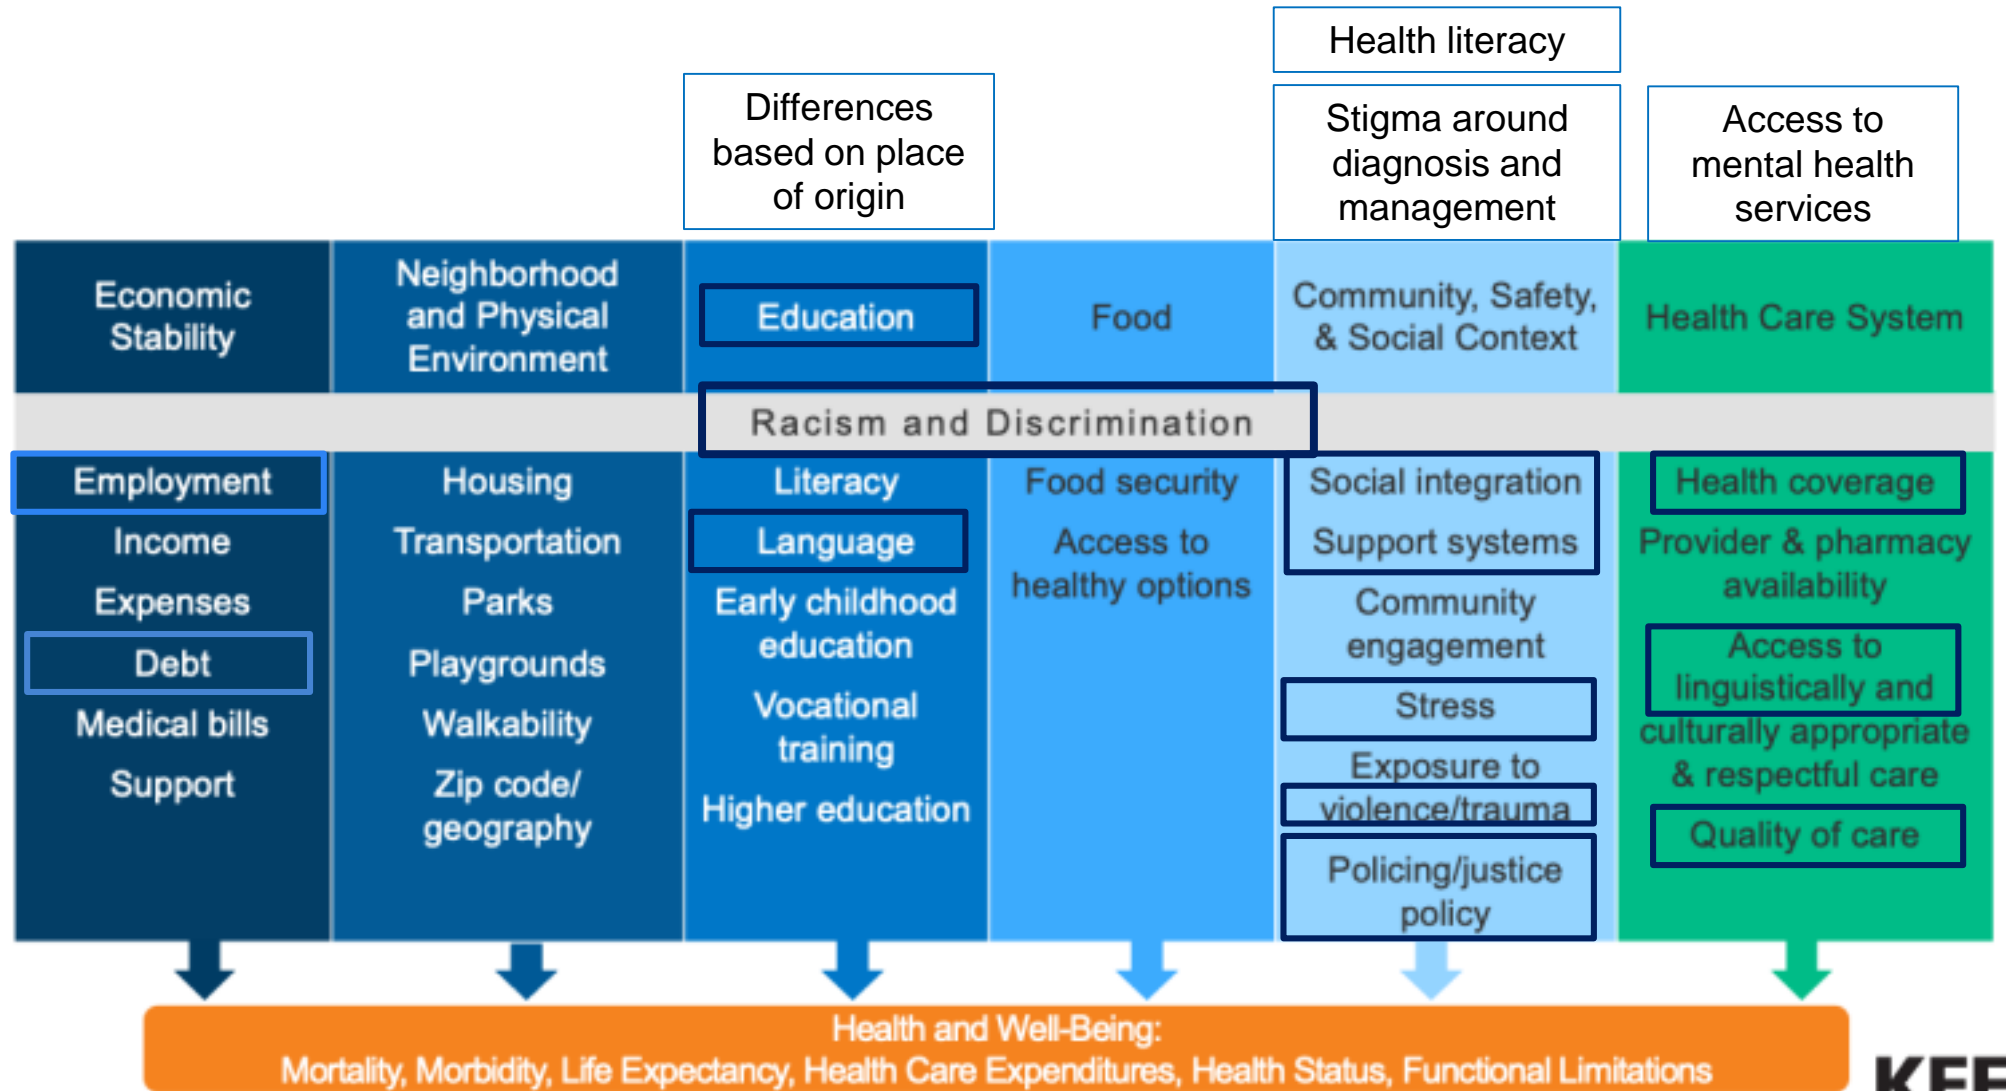 Health literacy
Differences
based on place
of origin
Stigma around
diagnosis and
management
Access to
mental health
services
Economic
Stability
Neighborhood
and Physical
Environment
Education
Food
Community, Safety,
& Social Context
Health Care System
Racism and Discrimination
Employment
Income
Expenses
Debt
Medical bills
Support
Housing
Transportation
Parks
Playgrounds
Walkability
Zip code/
geography
Literacy
Language
Early childhood
education
Vocational
training
Higher education
Food security
Access to
healthy options
Social integration
Support systems
Community
engagement
Stress
Exposure to
violence/trauma
Policing/justice
policy
Health coverage
Provider & pharmacy
availability
Access to
linguistically and
culturally appropriate
& respectful care
Quality of care
Health and Well-Being:
Mortality, Morbidity, Life Expectancy, Health Care Expenditures, Health Status, Functional Limitations